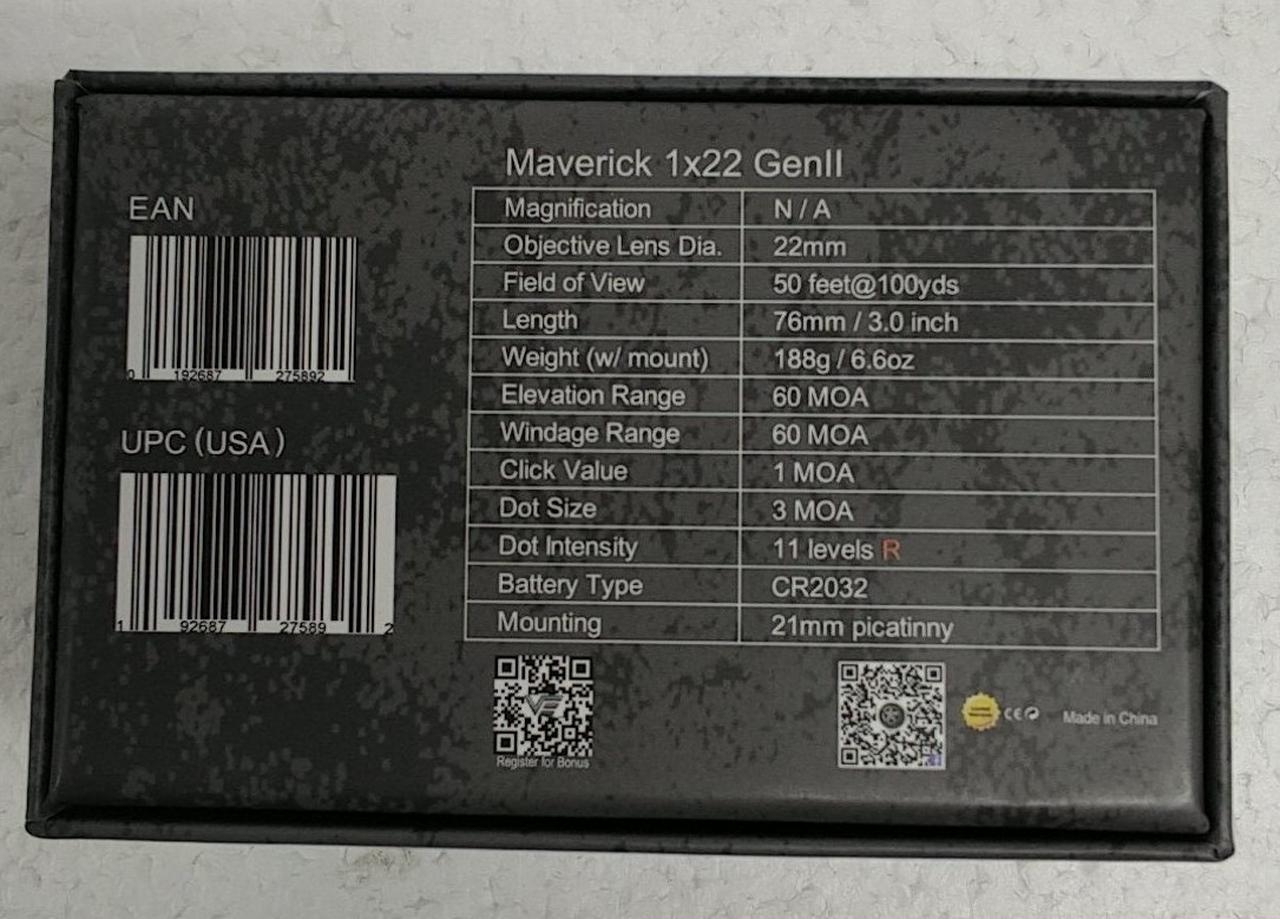 Maverick 1x22 GenII
EAN
0 192687 275892
UPC (USA)
1 92687 27589 2
Magnification N / A
Objective Lens Dia. 22mm
Field of View 50 feet@100yds
Length 76mm / 3.0 inch
Weight (w/ mount) 188g / 6.6oz
Elevation Range 60 MOA
Windage Range 60 MOA
Click Value 1 MOA
Dot Size 3 MOA
Dot Intensity 11 levels R
Battery Type CR2032
Mounting 21mm picatinny
Register for Bonus
CE
Made in China